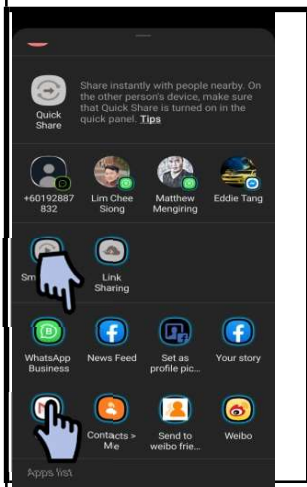 Share instantly with people nearby. On
the other person's device, make sure
that Quick Share is turned on in the
quick panel. Tips
Quick
Share
+60192887
832
Lim Chee
Siong
Matthew
Mengiring
Eddie Tang
Link
Sharing
WhatsApp
Business
News Feed
Set as
profile pic...
Your story
Contacts >
Me
Send to
weibo frie...
Weibo
Apps list